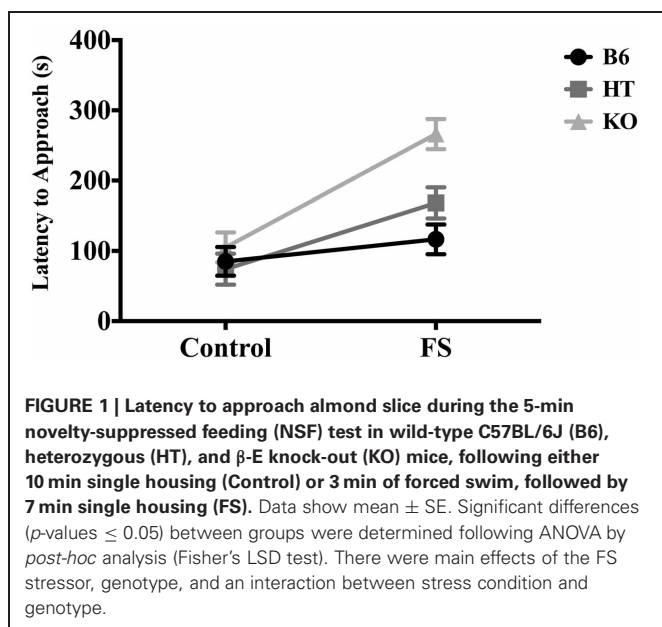 400
300
200
100
0
Latency to Approach (s)
Control
FS
B6
HT
KO
FIGURE 1 | Latency to approach almond slice during the 5-min
novelty-suppressed feeding (NSF) test in wild-type C57BL/6J (B6),
heterozygous (HT), and β-E knock-out (KO) mice, following either
10 min single housing (Control) or 3 min of forced swim, followed by
7 min single housing (FS). Data show mean ± SE. Significant differences
(p-values ≤ 0.05) between groups were determined following ANOVA by
post-hoc analysis (Fisher's LSD test). There were main effects of the FS
stressor, genotype, and an interaction between stress condition and
genotype.